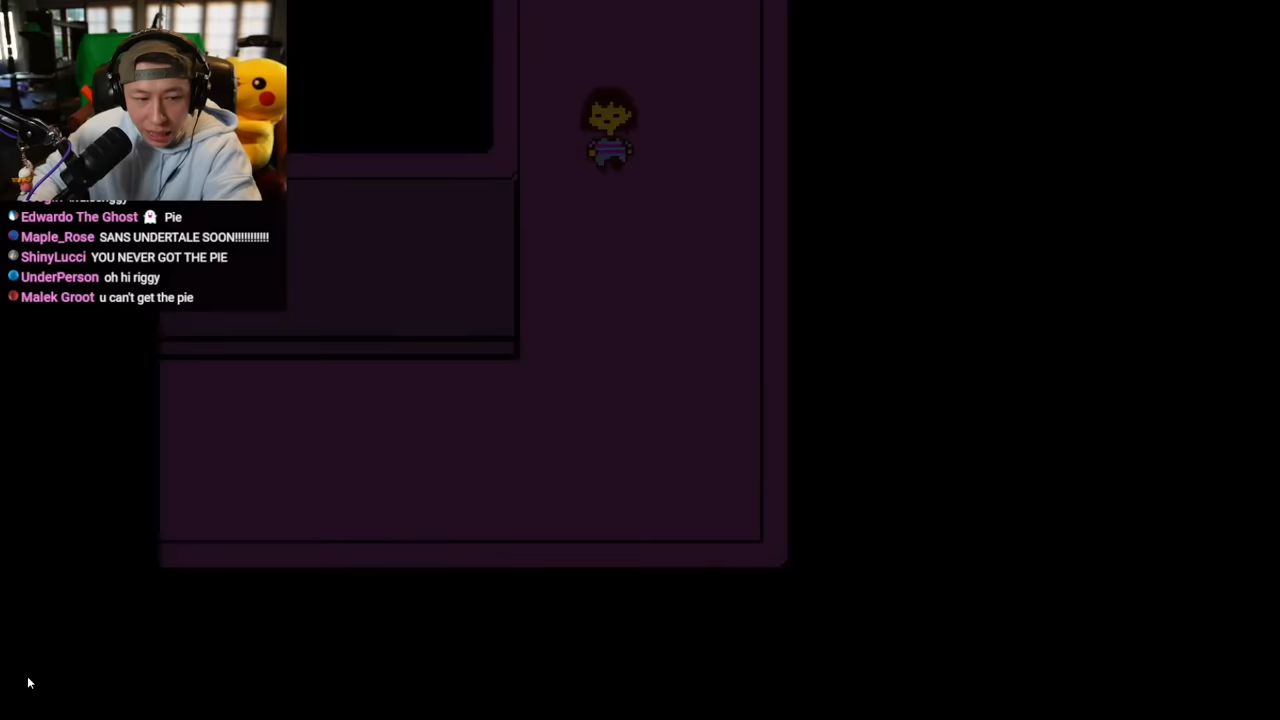 Edwardo The Ghost 👻 Pie
Maple_Rose SANS UNDERTALE SOON!!!!!!!!!!!
ShinyLucci YOU NEVER GOT THE PIE
UnderPerson oh hi riggy
Malek Groot u can't get the pie